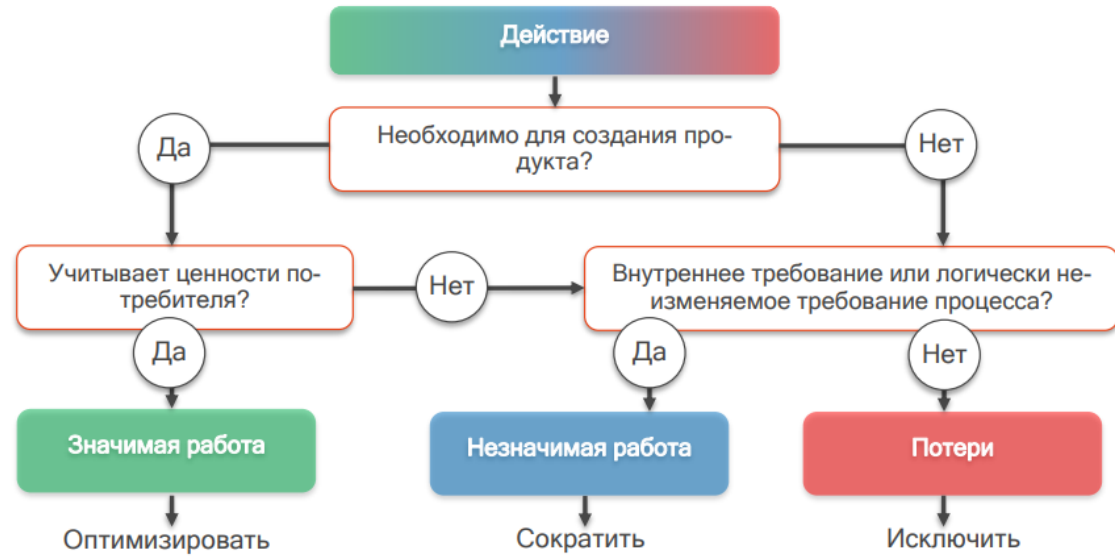 Действие
Необходимо для создания про-
дукта?
Да
Нет
Учитывает ценности по-
требителя?
Нет
Внутреннее требование или логически не-
изменяемое требование процесса?
Да
Да
Нет
Значимая работа
Незначимая работа
Потери
Оптимизировать
Сократить
Исключить